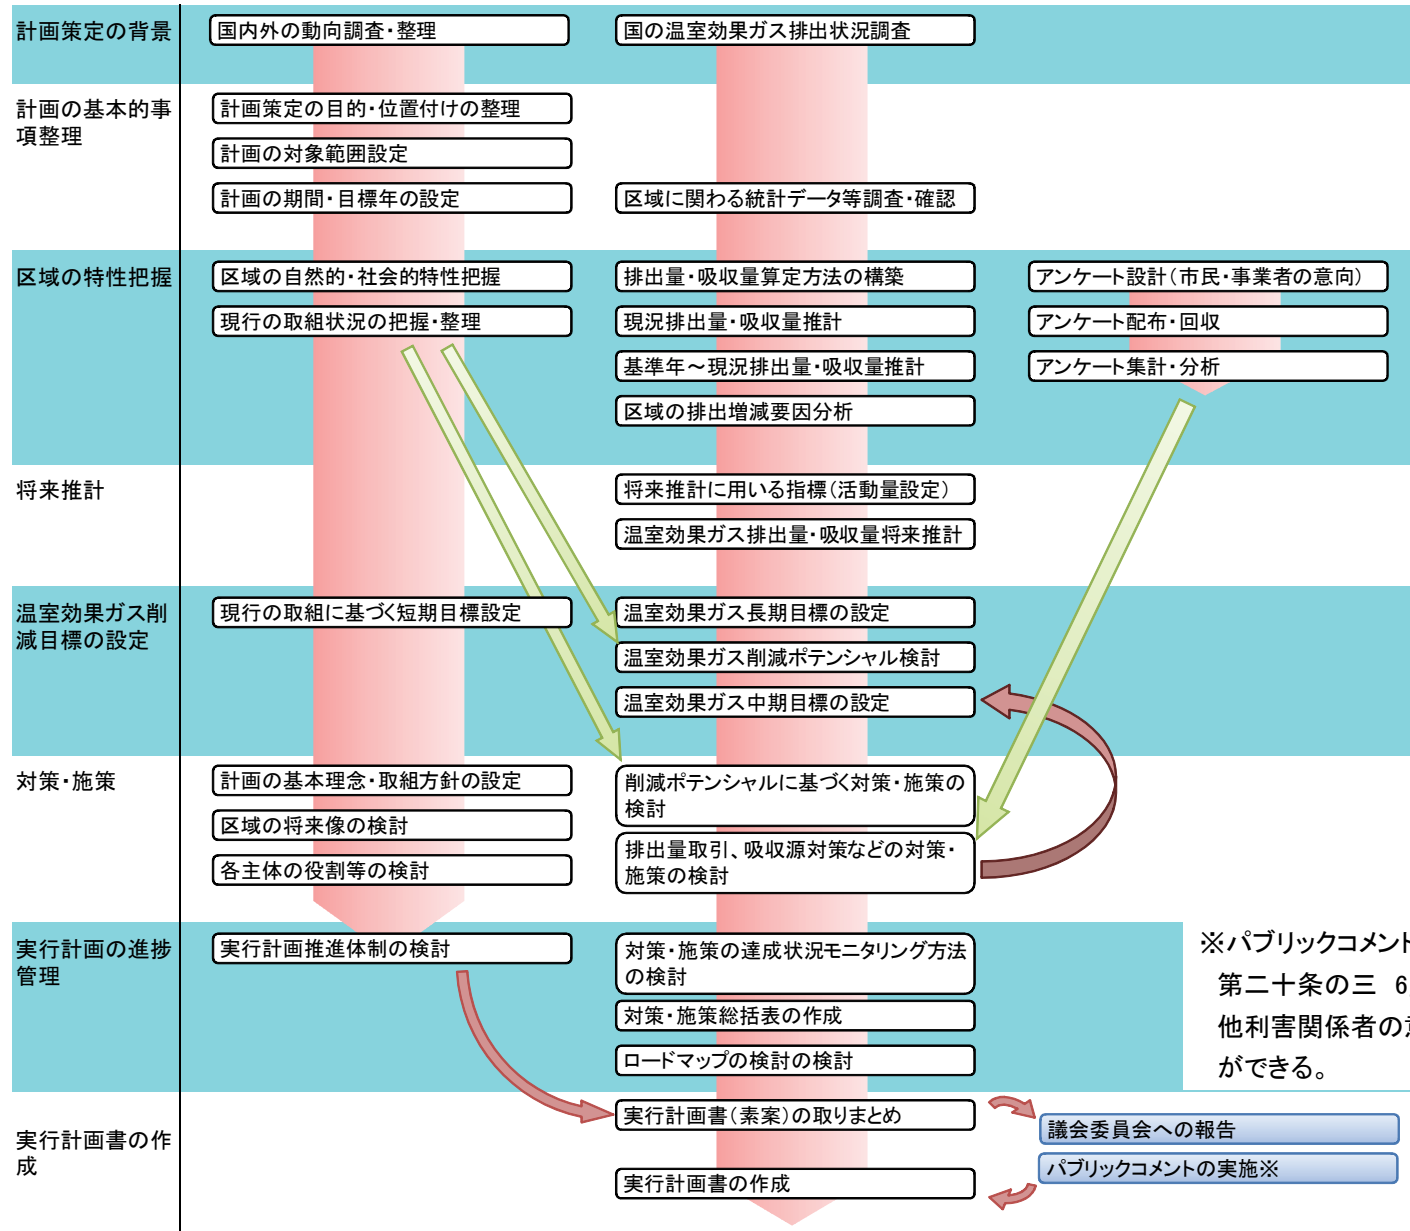 計画策定の背景
国内外の動向調査・整理
国の温室効果ガス排出状況調査
計画の基本的事
項整理
計画策定の目的・位置付けの整理
計画の対象範囲設定
計画の期間・目標年の設定
区域に関わる統計データ等調査・確認
区域の特性把握
区域の自然的・社会的特性把握
現行の取組状況の把握・整理
排出量・吸収量算定方法の構築
現況排出量・吸収量推計
基準年～現況排出量・吸収量推計
区域の排出増減要因分析
アンケート設計（市民・事業者の意向）
アンケート配布・回収
アンケート集計・分析
将来推計
将来推計に用いる指標（活動量設定）
温室効果ガス排出量・吸収量将来推計
温室効果ガス削
減目標の設定
現行の取組に基づく短期目標設定
温室効果ガス長期目標の設定
温室効果ガス削減ポテンシャル検討
温室効果ガス中期目標の設定
対策・施策
計画の基本理念・取組方針の設定
区域の将来像の検討
各主体の役割等の検討
削減ポテンシャルに基づく対策・施策の
検討
排出量取引、吸収源対策などの対策・
施策の検討
実行計画の進捗
管理
実行計画推進体制の検討
対策・施策の達成状況モニタリング方法
の検討
対策・施策総括表の作成
ロードマップの検討の検討
※パブリックコメント
第二十条の三 6
他利害関係者の
ができる。
実行計画書の作
成
実行計画書（素案）の取りまとめ
実行計画書の作成
議会委員会への報告
パブリックコメントの実施※